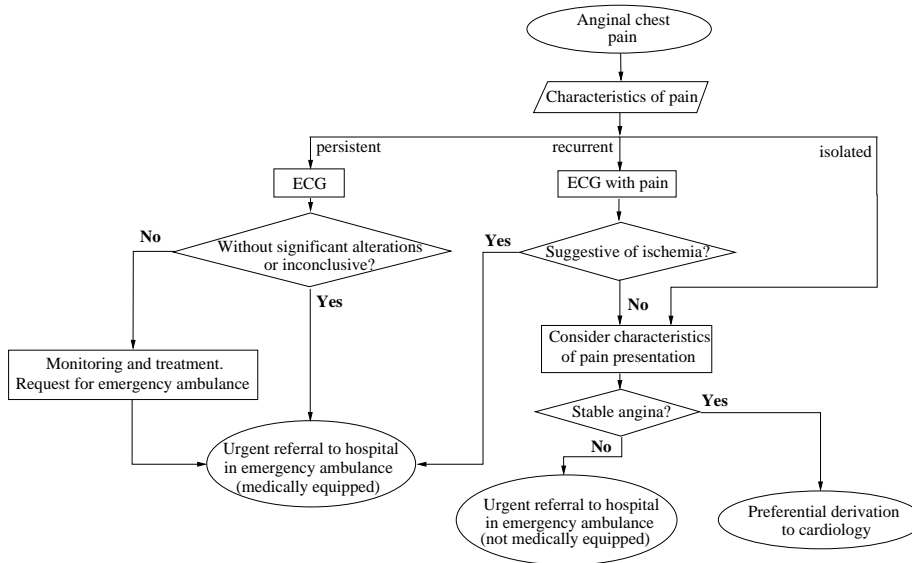 Anginal chest
pain
Characteristics of pain
persistent
recurrent
isolated
ECG
ECG with pain
No
Without significant alterations
or inconclusive?
Yes
Yes
Suggestive of ischemia?
No
Monitoring and treatment.
Request for emergency ambulance
Consider characteristics
of pain presentation
Stable angina?
Yes
No
Urgent referral to hospital
in emergency ambulance
(medically equipped)
Urgent referral to hospital
in emergency ambulance
(not medically equipped)
Preferential derivation
to cardiology